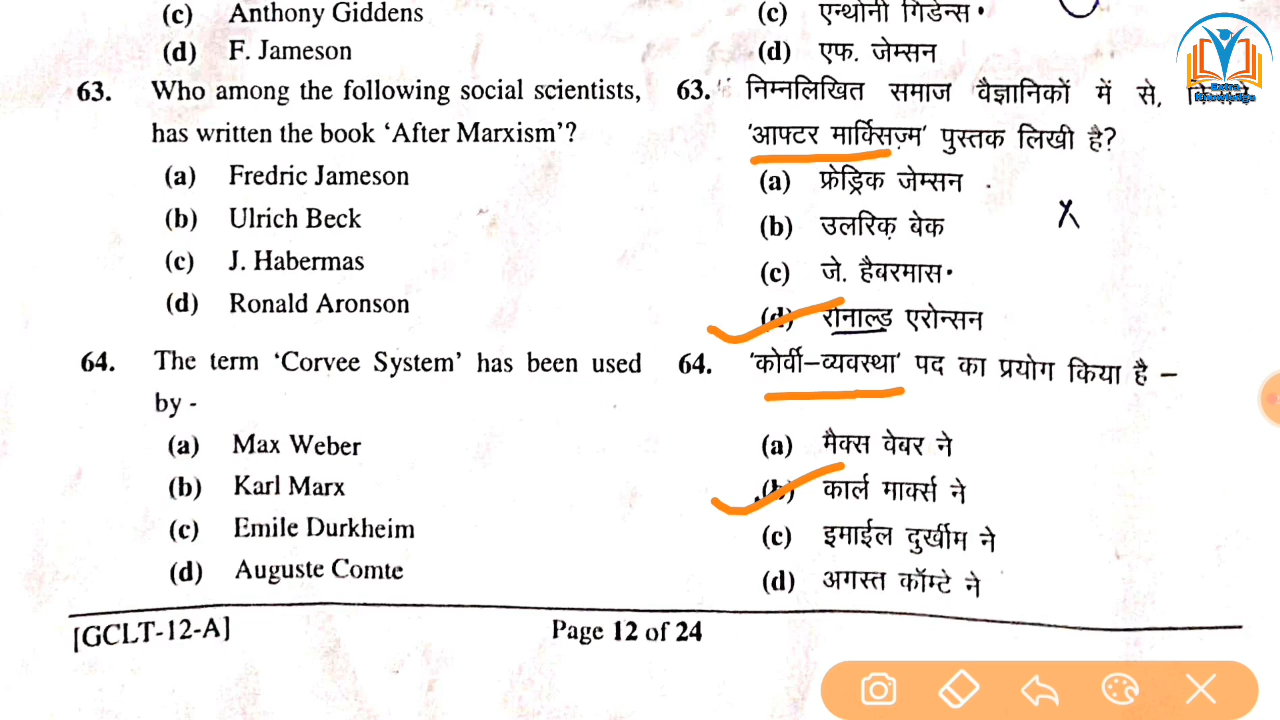 (c) Anthony Giddens
(d) F. Jameson
63. Who among the following social scientists,
has written the book ‘After Marxism’?
(a) Fredric Jameson
(b) Ulrich Beck
(c) J. Habermas
(d) Ronald Aronson
64. The term ‘Corvee System’ has been used
by -
(a) Max Weber
(b) Karl Marx
(c) Emile Durkheim
(d) Auguste Comte
(c) एन्थोनी गिडेन्स
(d) एफ. जेम्सन
63. निम्नलिखित समाज वैज्ञानिकों में से,
'आफ्टर मार्क्सिज़्म' पुस्तक लिखी है?
(a) फ्रेड्रिक जेम्सन
(b) उलरिक़ बेक
(c) जे. हैबरमास
(d) रोनाल्ड एरोन्सन
64. 'कोर्वी–व्यवस्था' पद का प्रयोग किया है –
(a) मैक्स वेबर ने
(b) कार्ल मार्क्स ने
(c) इमाईल दुर्खीम ने
(d) अगस्त कॉम्टे ने
[GCLT-12-A] Page 12 of 24